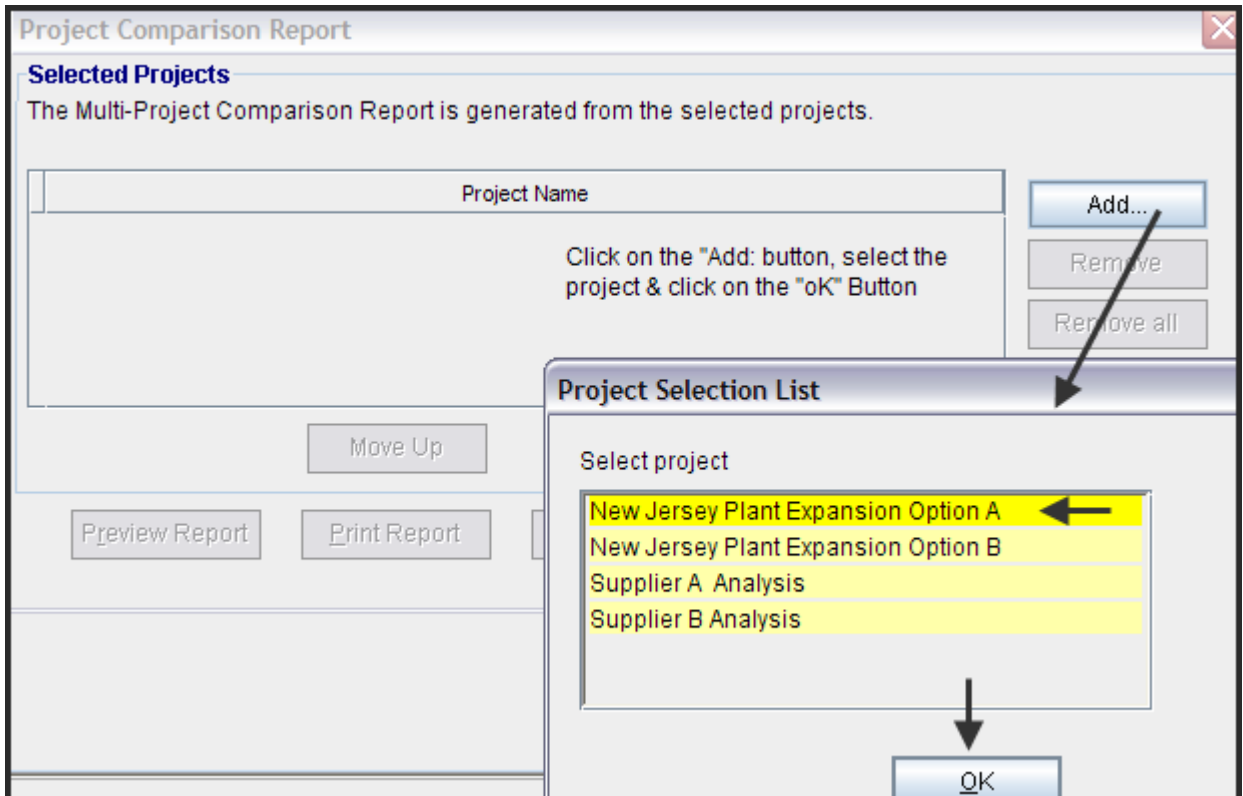 Project Comparison Report
Selected Projects
The Multi-Project Comparison Report is generated from the selected projects.
Project Name
Add...
Click on the "Add: button, select the
project & click on the "oK" Button
Remove
Remove all
Project Selection List
Move Up
Select project
New Jersey Plant Expansion Option A
New Jersey Plant Expansion Option B
Supplier A  Analysis
Supplier B Analysis
Preview Report
Print Report
OK